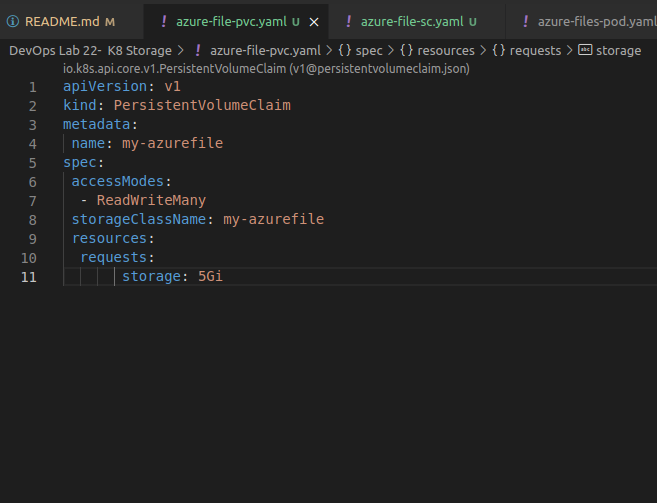 README.md M
azure-file-pvc.yaml U
azure-file-sc.yaml U
azure-files-pod.yaml
DevOps Lab 22- K8 Storage > ! azure-file-pvc.yaml > {} spec > {} resources > {} requests > abc storage
io.k8s.api.core.v1.PersistentVolumeClaim (v1@persistentvolumeclaim.json)
1 apiVersion: v1
2 kind: PersistentVolumeClaim
3 metadata:
4  name: my-azurefile
5 spec:
6  accessModes:
7   - ReadWriteMany
8  storageClassName: my-azurefile
9  resources:
10   requests:
11        storage: 5Gi